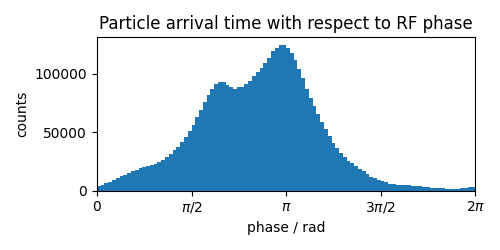 Particle arrival time with respect to RF phase
counts
100000
50000
0
0 π/2 π 3π/2 2π
phase / rad